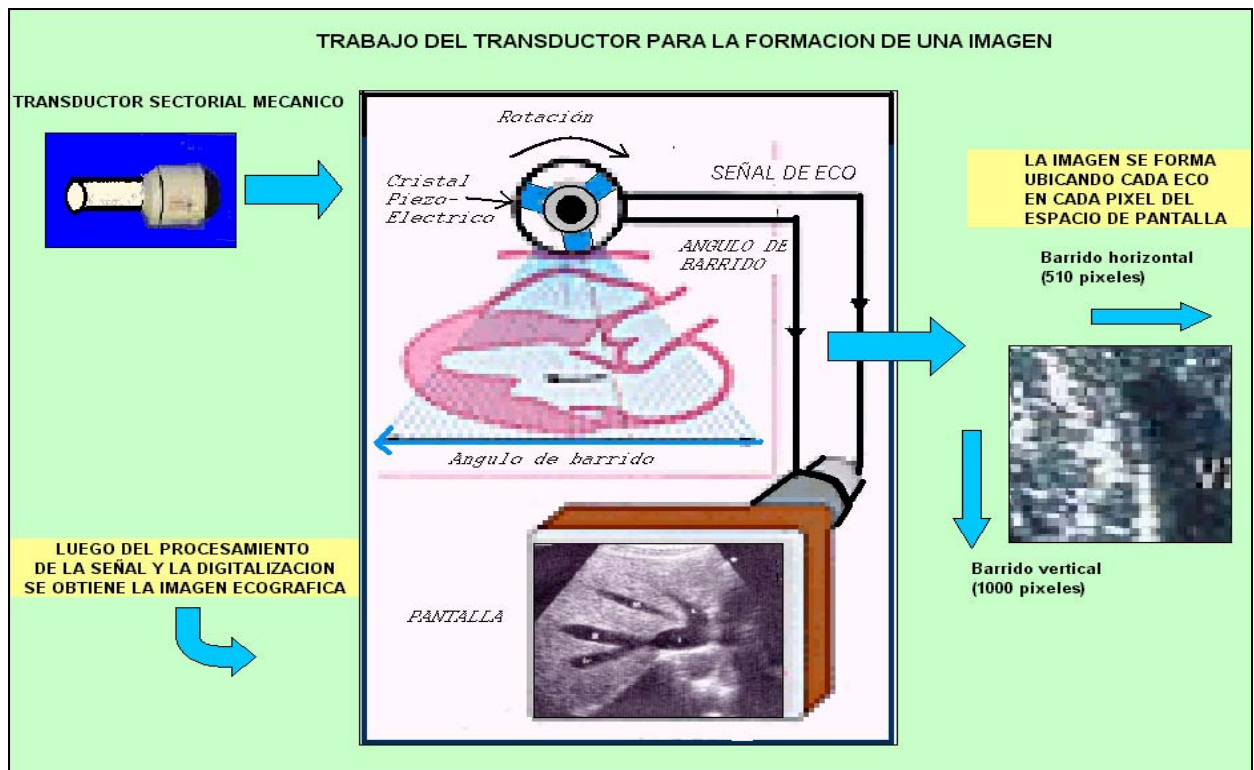 TRABAJO DEL TRANSDUCTOR PARA LA FORMACION DE UNA IMAGEN
TRANSDUCTOR SECTORIAL MECANICO
Rotación
Cristal
Piezo-
Electrico
SEÑAL DE ECO
ANGULO DE
BARRIDO
Angulo de barrido
LA IMAGEN SE FORMA
UBICANDO CADA ECO
EN CADA PIXEL DEL
ESPACIO DE PANTALLA
Barrido horizontal
(510 pixeles)
Barrido vertical
(1000 pixeles)
LUEGO DEL PROCESAMIENTO
DE LA SEÑAL Y LA DIGITALIZACION
SE OBTIENE LA IMAGEN ECOGRAFICA
PANTALLA